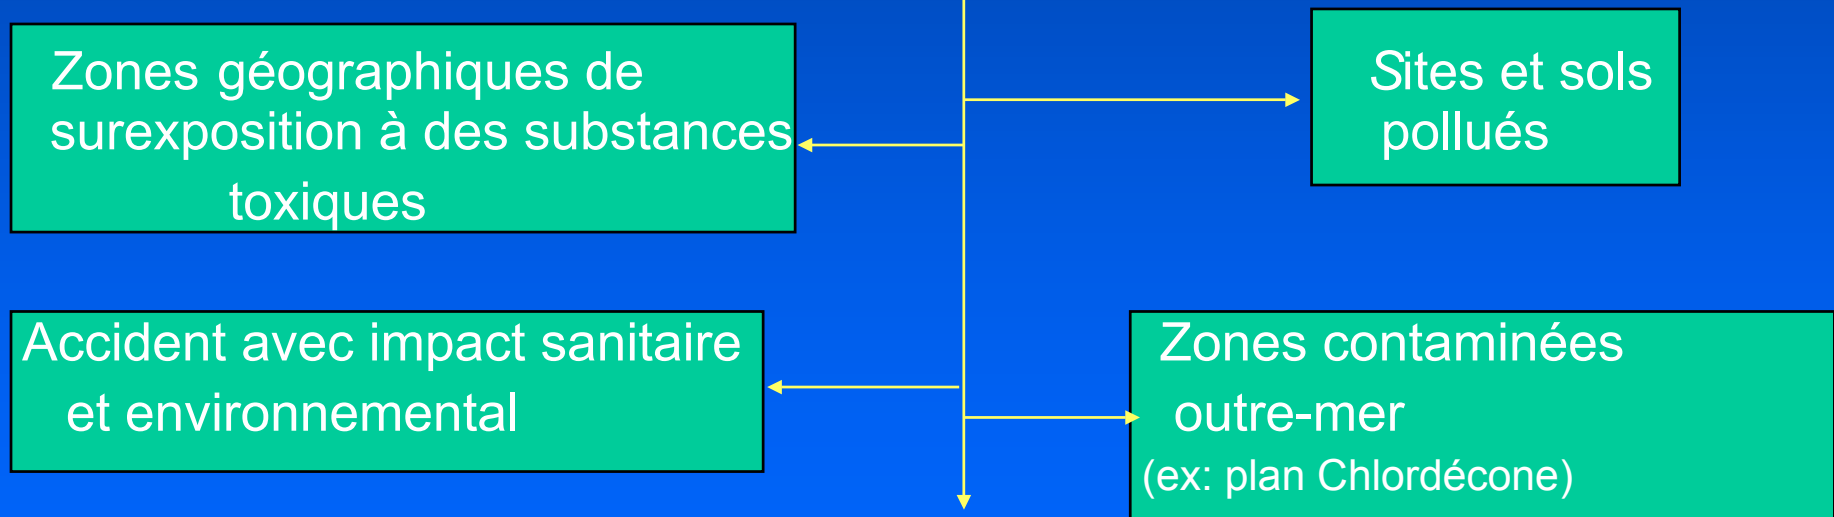 Zones géographiques de
surexposition à des substances
toxiques
Sites et sols
pollués
Accident avec impact sanitaire
et environnemental
Zones contaminées
outre-mer
(ex: plan Chlordécone)